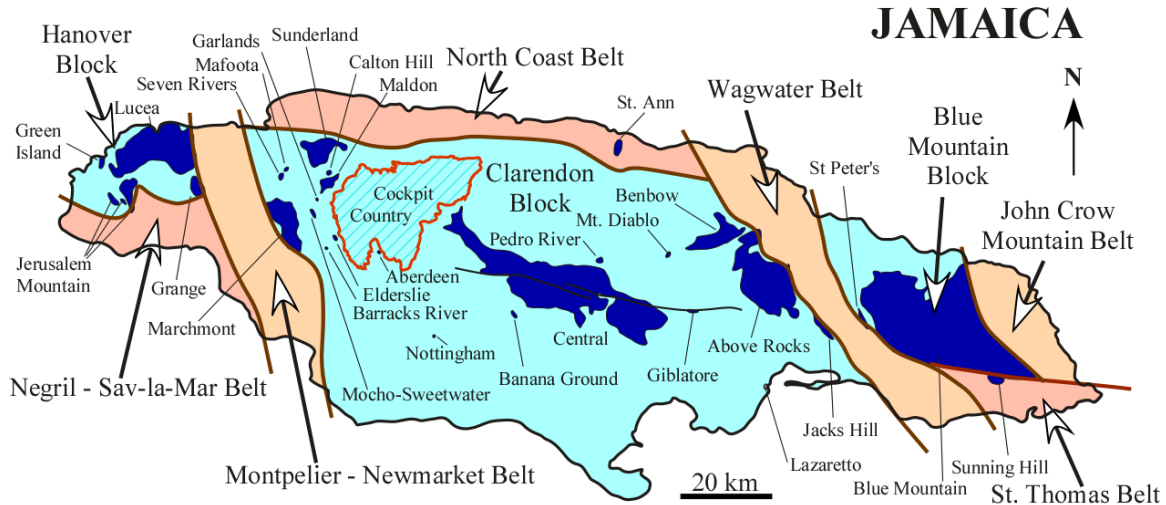 JAMAICA
N
Hanover
Block
Garlands
Mafoota
Seven Rivers
Sunderland
Calton Hill
Maldon
North Coast Belt
Lucea
Green
Island
St. Ann
Wagwater Belt
Blue
Mountain
Block
St Peter's
John Crow
Mountain Belt
Cockpit
Country
Clarendon
Block
Benbow
Mt. Diablo
Pedro River
Jerusalem
Mountain
Grange
Marchmont
Aberdeen
Elderslie
Barracks River
Nottingham
Central
Banana Ground
Giblatore
Above Rocks
Negril - Sav-la-Mar Belt
Mocho-Sweetwater
Jacks Hill
Lazaretto
Montpelier - Newmarket Belt
20 km
Blue Mountain
Sunning Hill
St. Thomas Belt